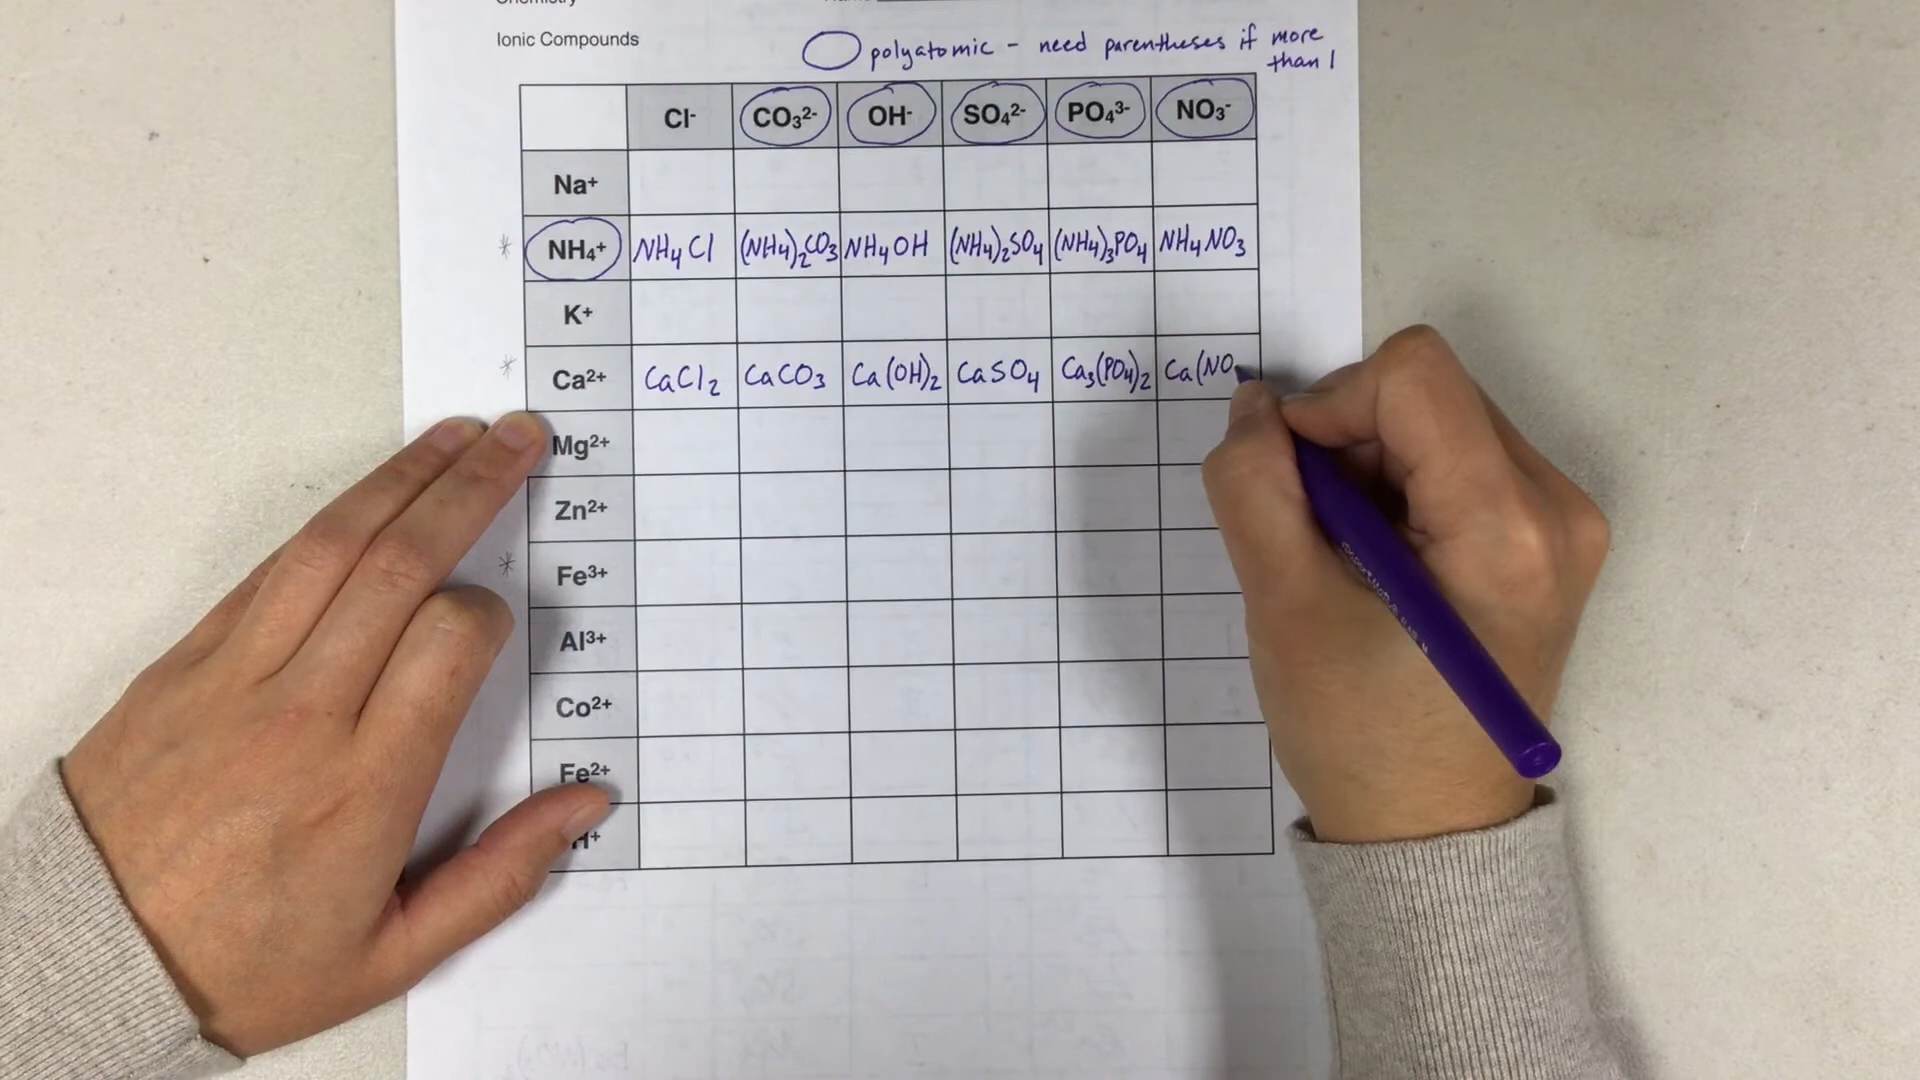 Chemistry
Ionic Compounds
polyatomic - need parentheses if more
than 1
Cl⁻ CO₃²⁻ OH⁻ SO₄²⁻ PO₄³⁻ NO₃⁻
Na⁺
* NH₄⁺ NH₄Cl (NH₄)₂CO₃ NH₄OH (NH₄)₂SO₄ (NH₄)₃PO₄ NH₄NO₃
K⁺
* Ca²⁺ CaCl₂ CaCO₃ Ca(OH)₂ CaSO₄ Ca₃(PO₄)₂ Ca(NO
Mg²⁺
Zn²⁺
* Fe³⁺
Al³⁺
Co²⁺
Fe²⁺
H⁺